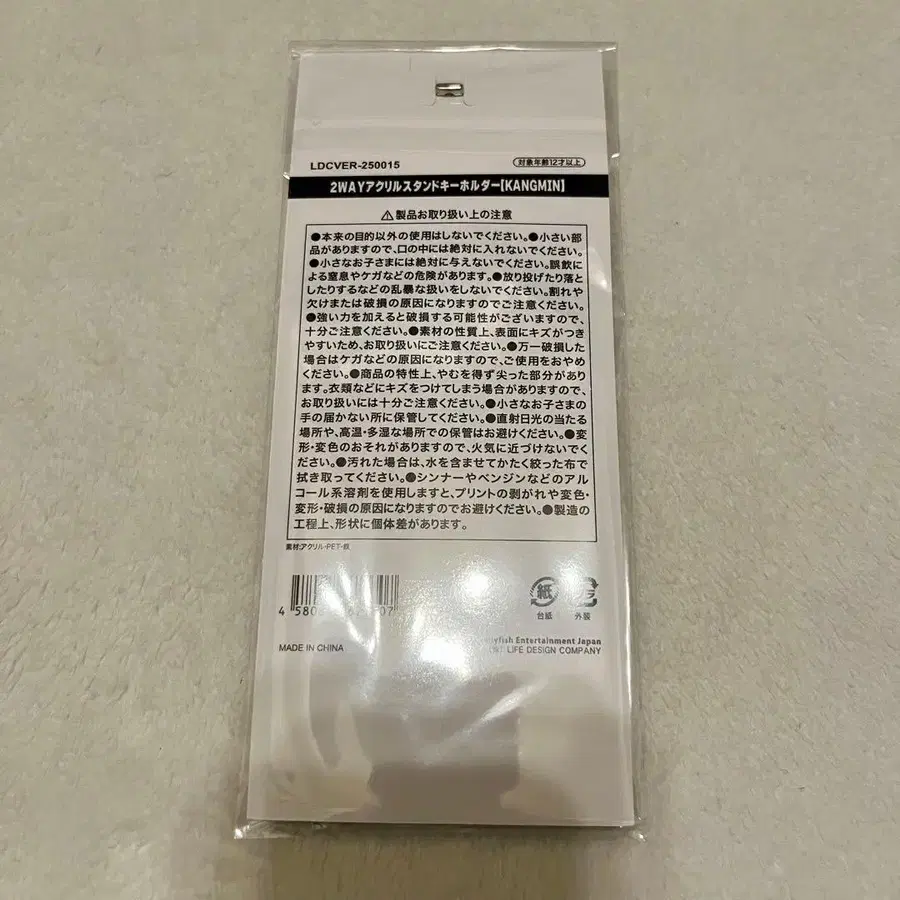 LDCVER-250015
対象年齢12才以上
2WAYアクリルスタンドキーホルダー【KANGMIN】
⚠製品お取り扱い上の注意
●本来の目的以外の使用はしないでください。●小さい部
品がありますので、口の中には絶対に入れないでください。
●小さなお子さまには絶対に与えないでください。誤飲に
よる窒息やケガなどの危険があります。●放り投げたり落と
したりするなどの乱暴な扱いをしないでください。割れや
欠けまたは破損の原因になりますのでご注意ください。
●強い力を加えると破損する可能性がございますので、
十分ご注意ください。●素材の性質上、表面にキズがつき
やすいため、お取り扱いにご注意ください。●万一破損した
場合はケガなどの原因になりますので、ご使用をおやめ
ください。●商品の特性上、やむを得ず尖った部分があり
ます。衣類などにキズをつけてしまう場合がありますので、
お取り扱いには十分ご注意ください。●小さなお子さまの
手の届かない所に保管してください。●直射日光の当たる
場所や、高温・多湿な場所での保管はお避けください。●変
形・変色のおそれがありますので、火気に近づけないでくだ
さい。●汚れた場合は、水を含ませてかたく絞った布で
拭き取ってください。●シンナーやベンジンなどのアル
コール系溶剤を使用しますと、プリントの剥がれや変色・
変形・破損の原因になりますのでお避けください。●製造の
工程上、形状に個体差があります。
素材:アクリル・PET・鉄
4 580
07
紙
プラ
台紙
外装
MADE IN CHINA
yfish Entertainment Japan
LIFE DESIGN COMPANY